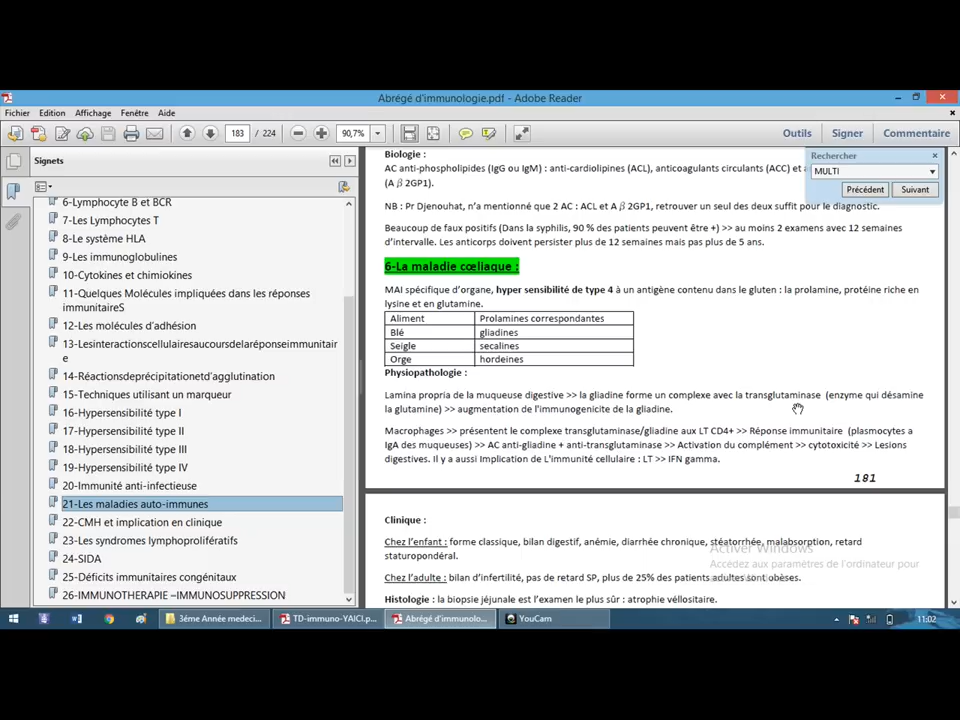 Abrégé d'immunologie.pdf - Adobe Reader
Fichier Edition Affichage Fenêtre Aide
183 / 224 90,7% Outils Signer Commentaire
Signets
6-Lymphocyte B et BCR
7-Les Lymphocytes T
8-Le système HLA
9-Les immunoglobulines
10-Cytokines et chimiokines
11-Quelques Molécules impliquées dans les réponses
immunitaireS
12-Les molécules d'adhésion
13-Lesinteractionscellulairesaucoursdelaréponseimmunitair
e
14-Réactionsdeprécipitationetd'agglutination
15-Techniques utilisant un marqueur
16-Hypersensibilité type I
17-Hypersensibilité type II
18-Hypersensibilité type III
19-Hypersensibilité type IV
20-Immunité anti-infectieuse
21-Les maladies auto-immunes
22-CMH et implication en clinique
23-Les syndromes lymphoprolifératifs
24-SIDA
25-Déficits immunitaires congénitaux
26-IMMUNOTHERAPIE –IMMUNOSUPPRESSION
Rechercher
MULTI
Précédent Suivant
Biologie :
AC anti-phospholipides (IgG ou IgM) : anti-cardiolipines (ACL), anticoagulants circulants (ACC) et a
(A β 2GP1).
NB : Pr Djenouhat, n'a mentionné que 2 AC : ACL et A β 2GP1, retrouver un seul des deux suffit pour le diagnostic.
Beaucoup de faux positifs (Dans la syphilis, 90 % des patients peuvent être +) >> au moins 2 examens avec 12 semaines
d'intervalle. Les anticorps doivent persister plus de 12 semaines mais pas plus de 5 ans.
6-La maladie cœliaque :
MAI spécifique d'organe, hyper sensibilité de type 4 à un antigène contenu dans le gluten : la prolamine, protéine riche en
lysine et en glutamine.
Aliment Prolamines correspondantes
Blé gliadines
Seigle secalines
Orge hordeines
Physiopathologie :
Lamina propria de la muqueuse digestive >> la gliadine forme un complexe avec la transglutaminase (enzyme qui désamine
la glutamine) >> augmentation de l'immunogenicite de la gliadine.
Macrophages >> présentent le complexe transglutaminase/gliadine aux LT CD4+ >> Réponse immunitaire (plasmocytes a
IgA des muqueuses) >> AC anti-gliadine + anti-transglutaminase >> Activation du complément >> cytotoxicité >> Lesions
digestives. Il y a aussi Implication de L'immunité cellulaire : LT >> IFN gamma.
181
Clinique :
Chez l'enfant : forme classique, bilan digestif, anémie, diarrhée chronique, stéatorrhée, malabsorption, retard
staturopondéral.
Chez l'adulte : bilan d'infertilité, pas de retard SP, plus de 25% des patients adultes sont obèses.
Histologie : la biopsie jéjunale est l'examen le plus sûr : atrophie véllositaire.
Activer Windows
Accédez aux paramètres de l'ordinateur pour
3éme Année medeci... TD-immuno-YAICI.p... Abrégé d'immunolo... YouCam 11:02